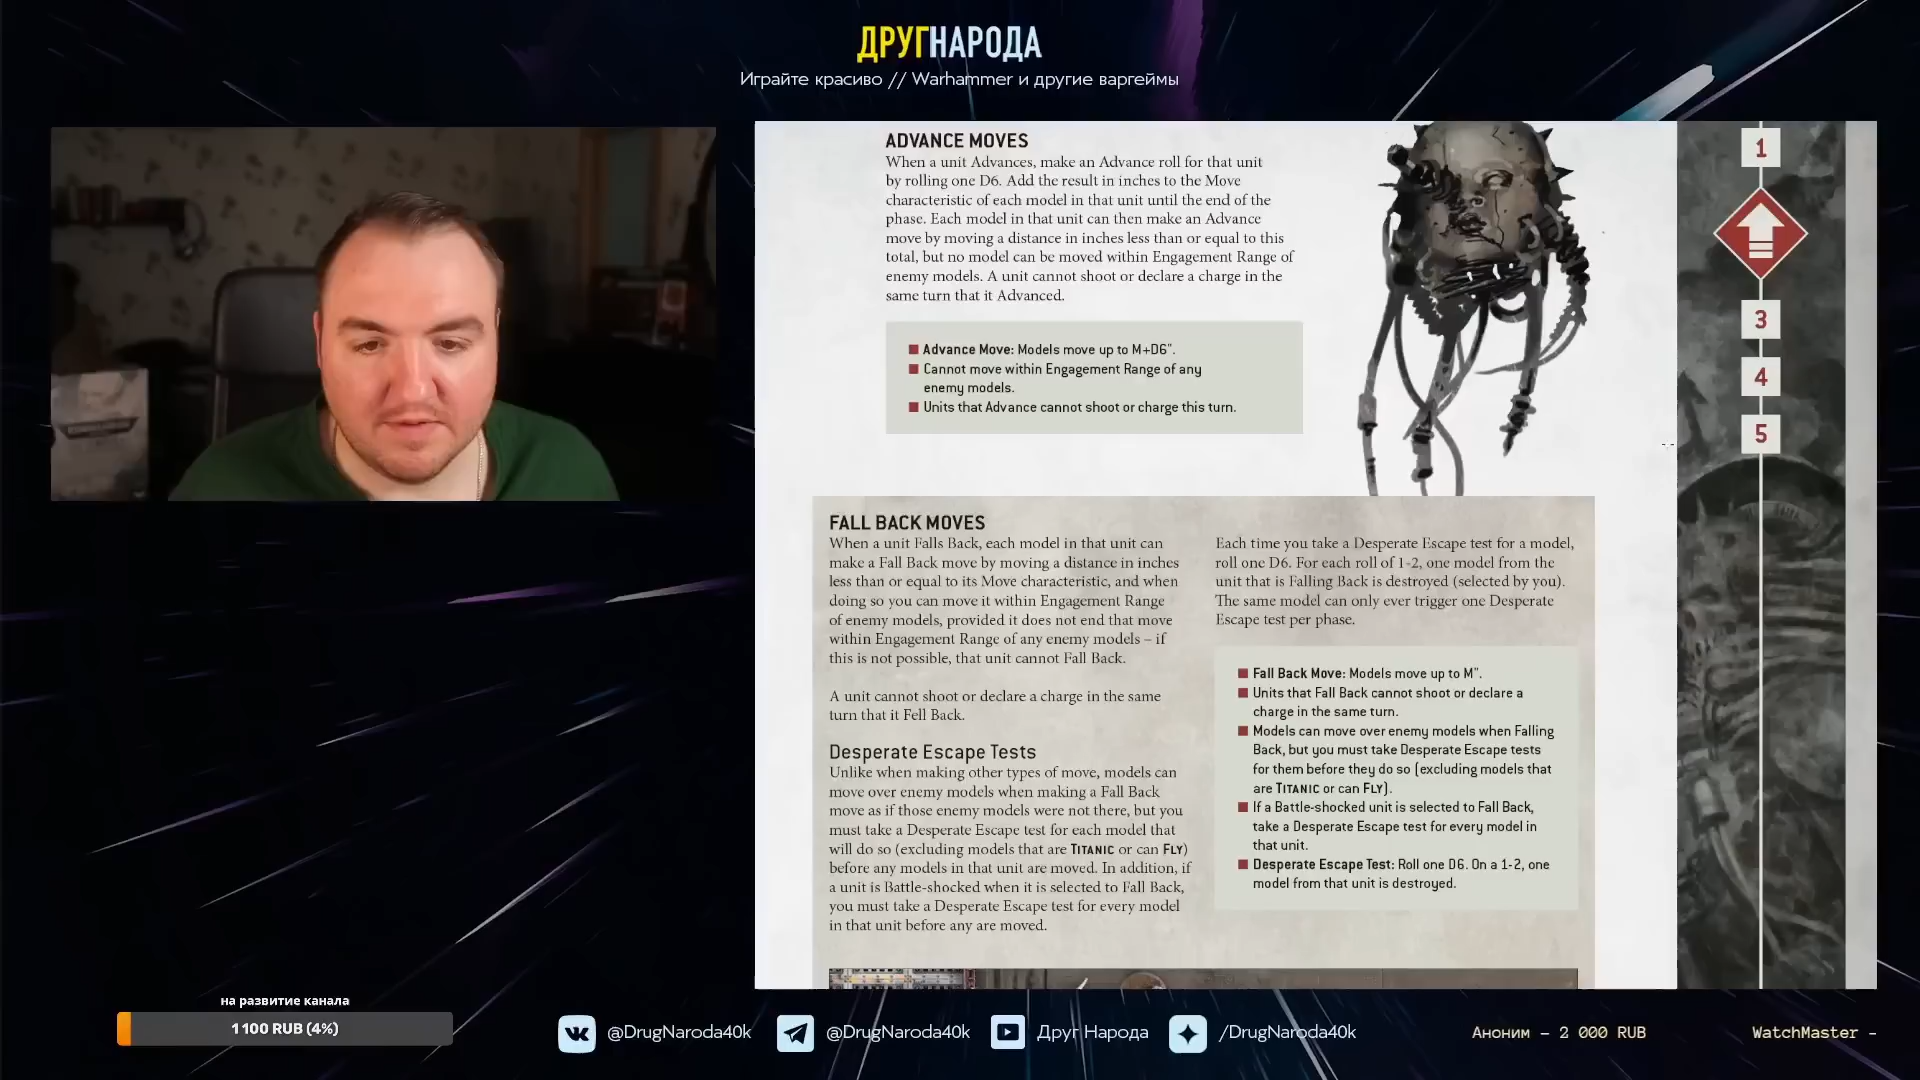 ДРУГНАРОДА
Играйте красиво // Warhammer и другие варгеймы
ADVANCE MOVES
When a unit Advances, make an Advance roll for that unit
by rolling one D6. Add the result in inches to the Move
characteristic of each model in that unit until the end of the
phase. Each model in that unit can then make an Advance
move by moving a distance in inches less than or equal to this
total, but no model can be moved within Engagement Range of
enemy models. A unit cannot shoot or declare a charge in the
same turn that it Advanced.
■ Advance Move: Models move up to M+D6".
■ Cannot move within Engagement Range of any
enemy models.
■ Units that Advance cannot shoot or charge this turn.
1
3
4
5
FALL BACK MOVES
When a unit Falls Back, each model in that unit can
make a Fall Back move by moving a distance in inches
less than or equal to its Move characteristic, and when
doing so you can move it within Engagement Range
of enemy models, provided it does not end that move
within Engagement Range of any enemy models – if
this is not possible, that unit cannot Fall Back.
A unit cannot shoot or declare a charge in the same
turn that it Fell Back.
Desperate Escape Tests
Unlike when making other types of move, models can
move over enemy models when making a Fall Back
move as if those enemy models were not there, but you
must take a Desperate Escape test for each model that
will do so (excluding models that are TITANIC or can FLY)
before any models in that unit are moved. In addition, if
a unit is Battle-shocked when it is selected to Fall Back,
you must take a Desperate Escape test for every model
in that unit before any are moved.
Each time you take a Desperate Escape test for a model,
roll one D6. For each roll of 1-2, one model from the
unit that is Falling Back is destroyed (selected by you).
The same model can only ever trigger one Desperate
Escape test per phase.
■ Fall Back Move: Models move up to M".
■ Units that Fall Back cannot shoot or declare a
charge in the same turn.
■ Models can move over enemy models when Falling
Back, but you must take Desperate Escape tests
for them before they do so (excluding models that
are TITANIC or can FLY).
■ If a Battle-shocked unit is selected to Fall Back,
take a Desperate Escape test for every model in
that unit.
■ Desperate Escape Test: Roll one D6. On a 1-2, one
model from that unit is destroyed.
на развитие канала
1 100 RUB (4%)
@DrugNaroda40k
@DrugNaroda40k
Друг Народа
/DrugNaroda40k
Аноним - 2 000 RUB
WatchMaster -